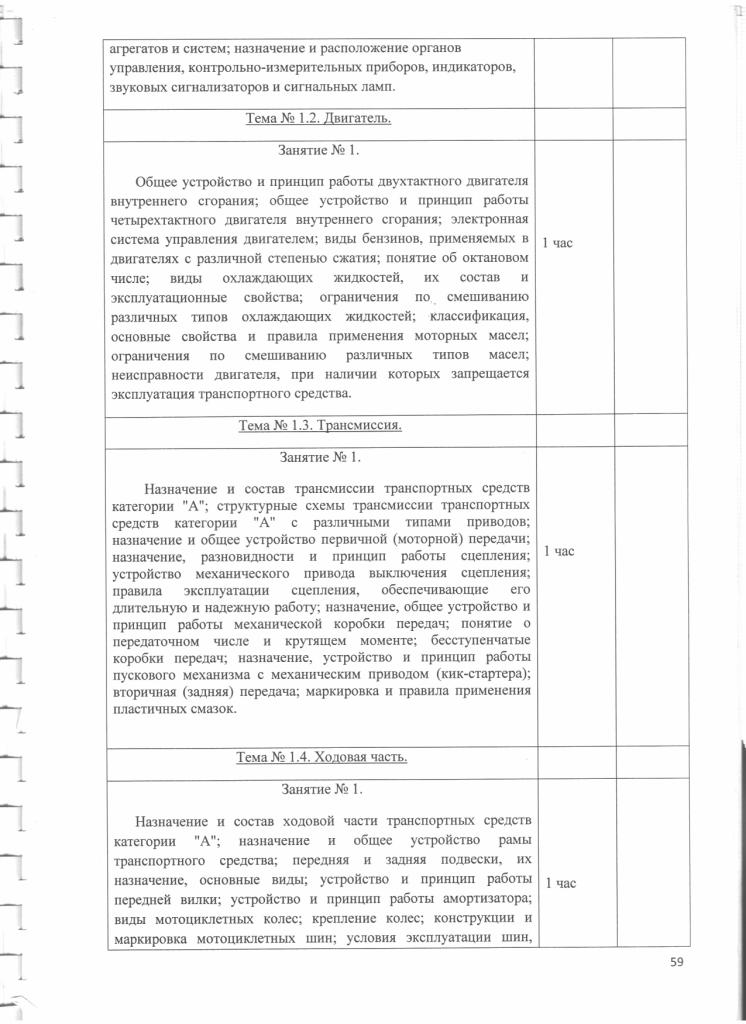 агрегатов и систем; назначение и расположение органов
управления, контрольно-измерительных приборов, индикаторов,
звуковых сигнализаторов и сигнальных ламп.
Тема № 1.2. Двигатель.
Занятие № 1.
Общее устройство и принцип работы двухтактного двигателя
внутреннего сгорания; общее устройство и принцип работы
четырехтактного двигателя внутреннего сгорания; электронная
система управления двигателем; виды бензинов, применяемых в
двигателях с различной степенью сжатия; понятие об октановом
числе; виды охлаждающих жидкостей, их состав и
эксплуатационные свойства; ограничения по смешиванию
различных типов охлаждающих жидкостей; классификация,
основные свойства и правила применения моторных масел;
ограничения по смешиванию различных типов масел;
неисправности двигателя, при наличии которых запрещается
эксплуатация транспортного средства.
1 час
Тема № 1.3. Трансмиссия.
Занятие № 1.
Назначение и состав трансмиссии транспортных средств
категории "А"; структурные схемы трансмиссии транспортных
средств категории "А" с различными типами приводов;
назначение и общее устройство первичной (моторной) передачи;
назначение, разновидности и принцип работы сцепления;
устройство механического привода выключения сцепления;
правила эксплуатации сцепления, обеспечивающие его
длительную и надежную работу; назначение, общее устройство и
принцип работы механической коробки передач; понятие о
передаточном числе и крутящем моменте; бесступенчатые
коробки передач; назначение, устройство и принцип работы
пускового механизма с механическим приводом (кик-стартера);
вторичная (задняя) передача; маркировка и правила применения
пластичных смазок.
1 час
Тема № 1.4. Ходовая часть.
Занятие № 1.
Назначение и состав ходовой части транспортных средств
категории "А"; назначение и общее устройство рамы
транспортного средства; передняя и задняя подвески, их
назначение, основные виды; устройство и принцип работы
передней вилки; устройство и принцип работы амортизатора;
виды мотоциклетных колес; крепление колес; конструкции и
маркировка мотоциклетных шин; условия эксплуатации шин,
1 час
59